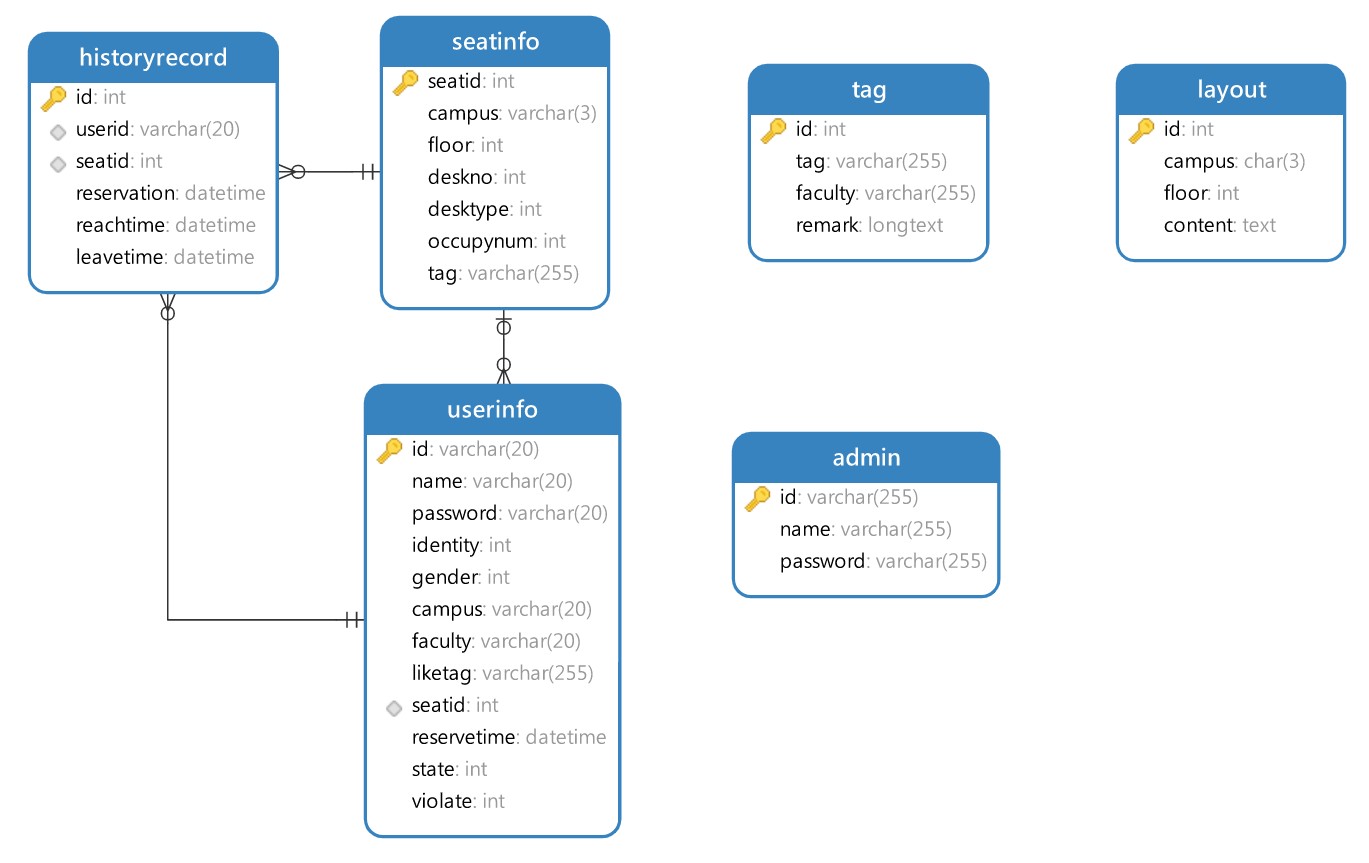 historyrecord
id: int
userid: varchar(20)
seatid: int
reservation: datetime
reachtime: datetime
leavetime: datetime
seatinfo
seatid: int
campus: varchar(3)
floor: int
deskno: int
desktype: int
occupynum: int
tag: varchar(255)
tag
id: int
tag: varchar(255)
faculty: varchar(255)
remark: longtext
layout
id: int
campus: char(3)
floor: int
content: text
userinfo
id: varchar(20)
name: varchar(20)
password: varchar(20)
identity: int
gender: int
campus: varchar(20)
faculty: varchar(20)
liketag: varchar(255)
seatid: int
reservetime: datetime
state: int
violate: int
admin
id: varchar(255)
name: varchar(255)
password: varchar(255)